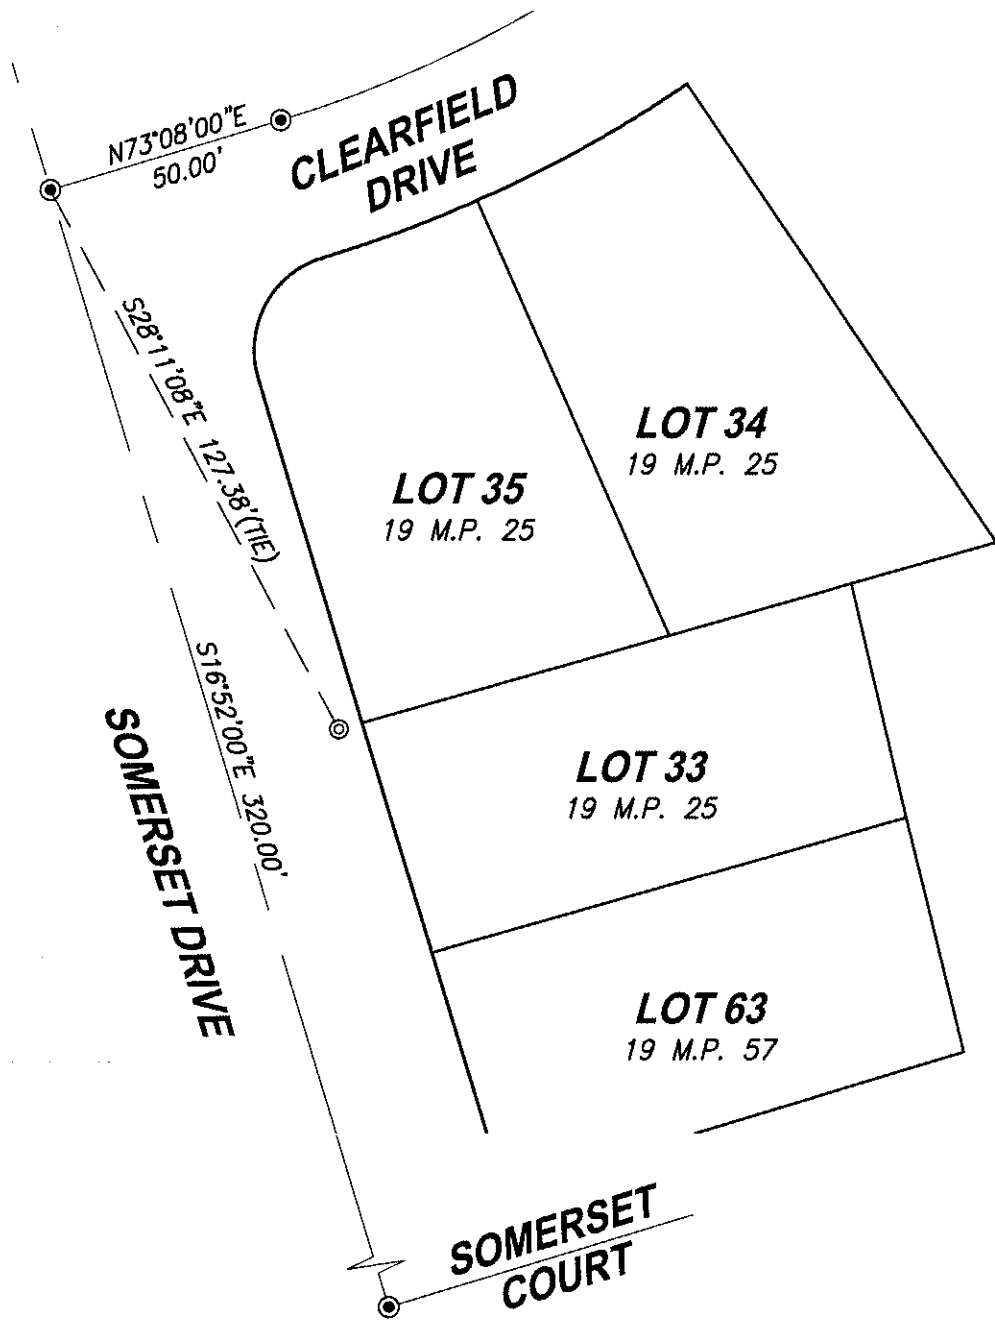 N73°08'00"E
50.00'
CLEARFIELD
DRIVE
S28°11'08"E 127.38'(TIE)
LOT 34
19 M.P. 25
LOT 35
19 M.P. 25
S16°52'00"E 320.00'
SOMERSET DRIVE
LOT 33
19 M.P. 25
LOT 63
19 M.P. 57
SOMERSET
COURT